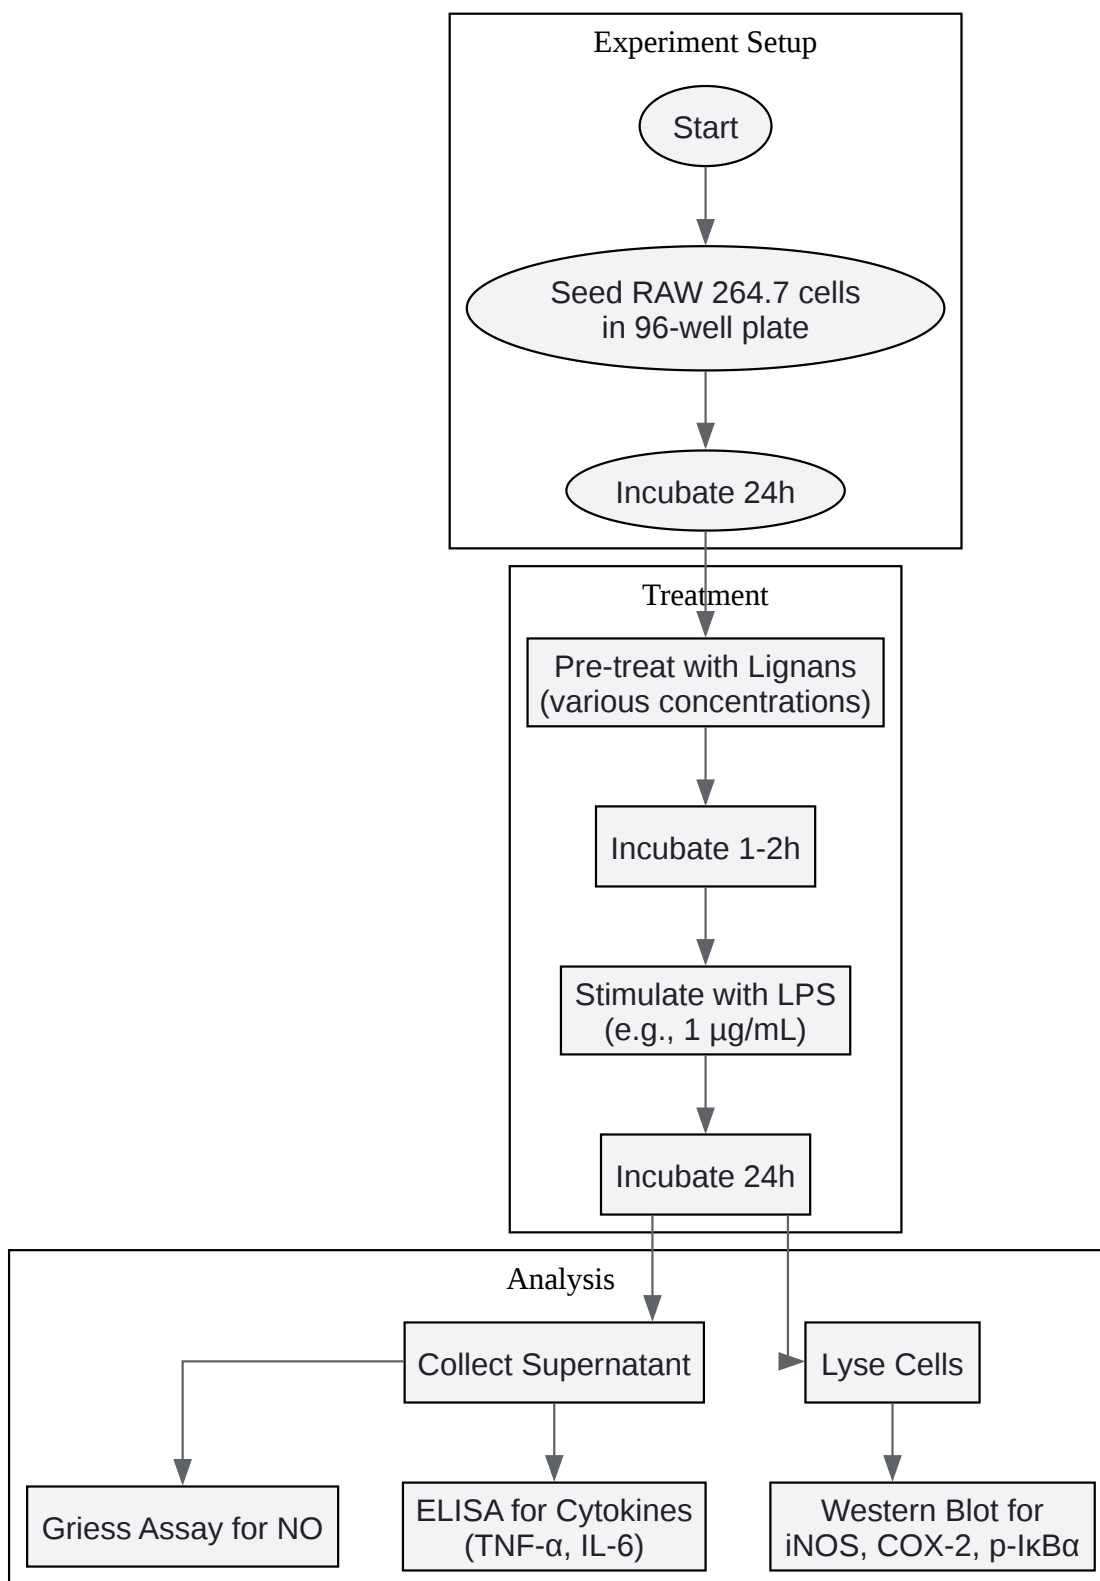 Experiment Setup
Start
Seed RAW 264.7 cells
in 96-well plate
Incubate 24h
Treatment
Pre-treat with Lignans
(various concentrations)
Incubate 1-2h
Stimulate with LPS
(e.g., 1 µg/mL)
Incubate 24h
Analysis
Collect Supernatant
Lyse Cells
Griess Assay for NO
ELISA for Cytokines
(TNF-α, IL-6)
Western Blot for
iNOS, COX-2, p-IκBα